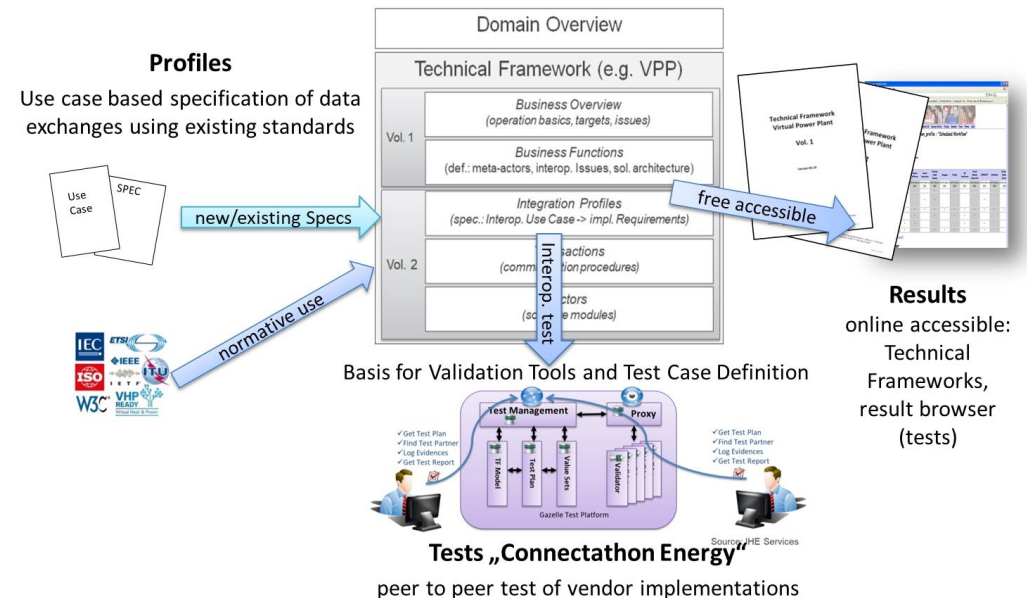 Domain Overview
Technical Framework (e.g. VPP)
Vol. 1
Business Overview
(operation basics, targets, issues)
Business Functions
(def.: meta-actors, interop. Issues, sol. architecture)
Vol. 2
Integration Profiles
(spec.: Interop. Use Case -> impl. Requirements)
sactions
(comm tion procedures)
ctors
(so e modules)
Profiles
Use case based specification of data
exchanges using existing standards
Use
Case
SPEC
new/existing Specs
normative use
IEC
ETSI
IEEE
ISO
IETF
ITU
W3C
VHP
READY
Virtual Heat & Power
Interop. test
free accessible
Technical Framework
Virtual Power Plant
Vol. 1
Framework
Power Plant
Results
online accessible:
Technical
Frameworks,
result browser
(tests)
Basis for Validation Tools and Test Case Definition
Test Management
Proxy
TF Model
Test Plan
Value Sets
Validator
Gazelle Test Platform
✓Get Test Plan
✓Find Test Partner
✓Log Evidences
✓Get Test Report
✓Get Test Plan
✓Find Test Partner
✓Log Evidences
✓Get Test Report
Source: IHE Services
Tests „Connectathon Energy“
peer to peer test of vendor implementations